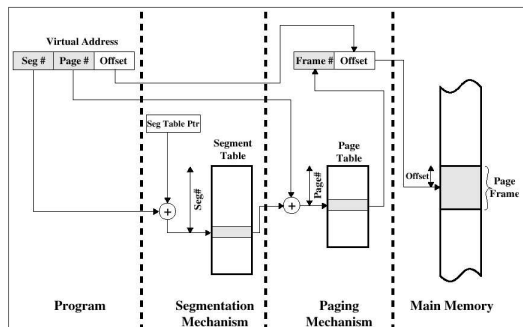 Virtual Address
Seg # Page # Offset
Frame # Offset
Seg Table Ptr
Segment
Table
Page
Table
Seg#
Page#
Offset
Page
Frame
+
+
Program
Segmentation
Mechanism
Paging
Mechanism
Main Memory